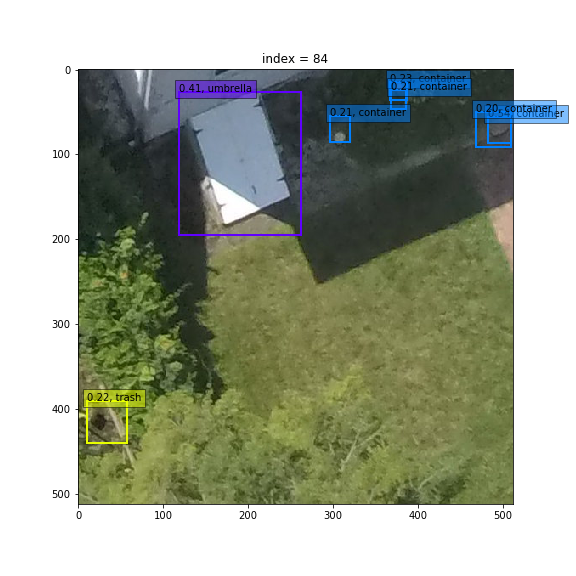 index = 84
0.41, umbrella
0.23, container
0.21, container
0.21, container
0.20, container
0.54, container
0.22, trash
0
100
200
300
400
500
0 100 200 300 400 500